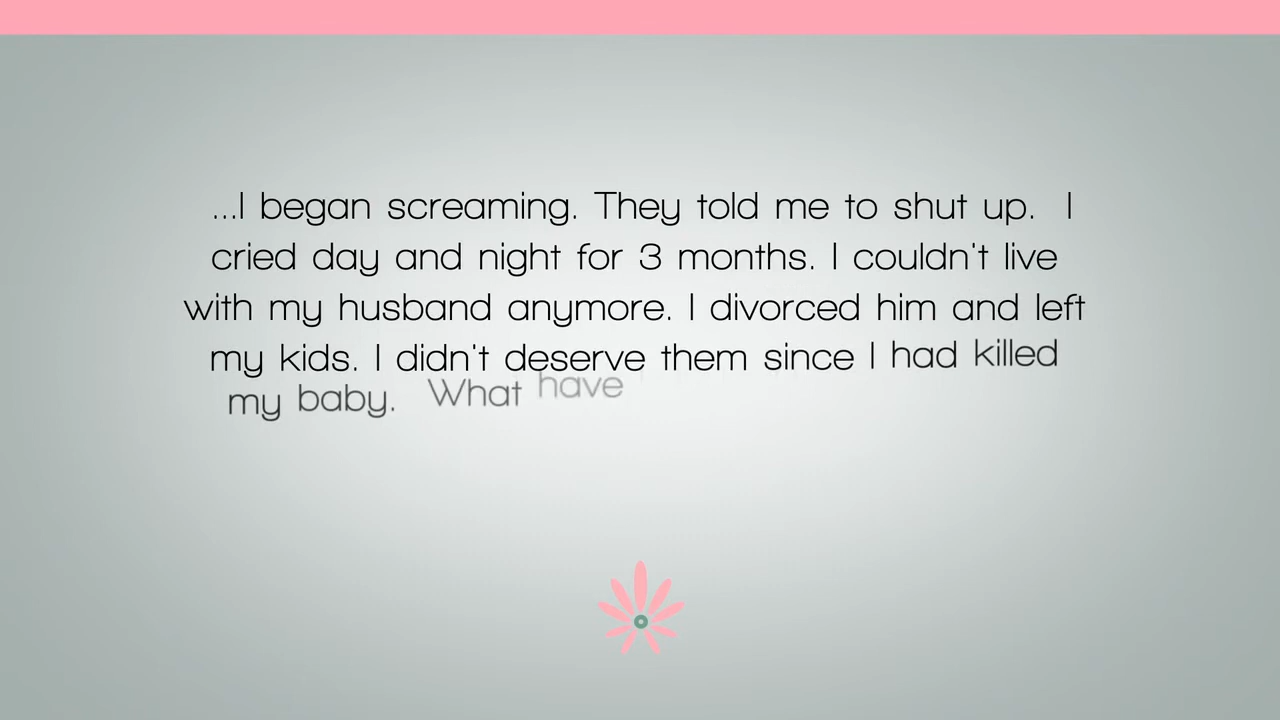 ...I began screaming. They told me to shut up. I
cried day and night for 3 months. I couldn't live
with my husband anymore. I divorced him and left
my kids. I didn't deserve them since I had killed
my baby. What have